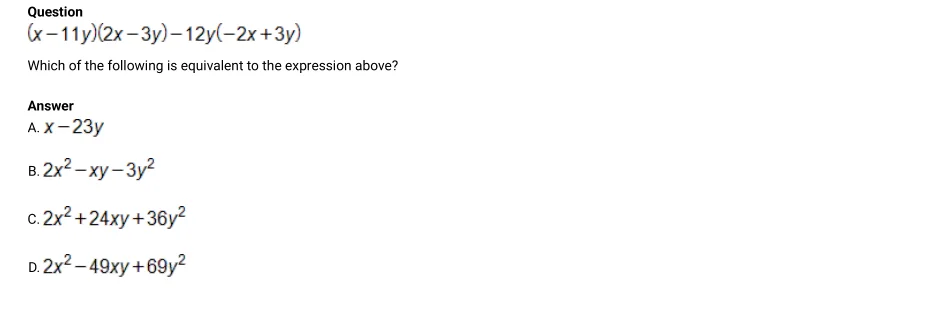 Question
(x−11y)(2x−3y)−12y(−2x+3y)
Which of the following is equivalent to the expression above?
Answer
A. x−23y
B. 2x²−xy−3y²
C. 2x²+24xy+36y²
D. 2x²−49xy+69y²